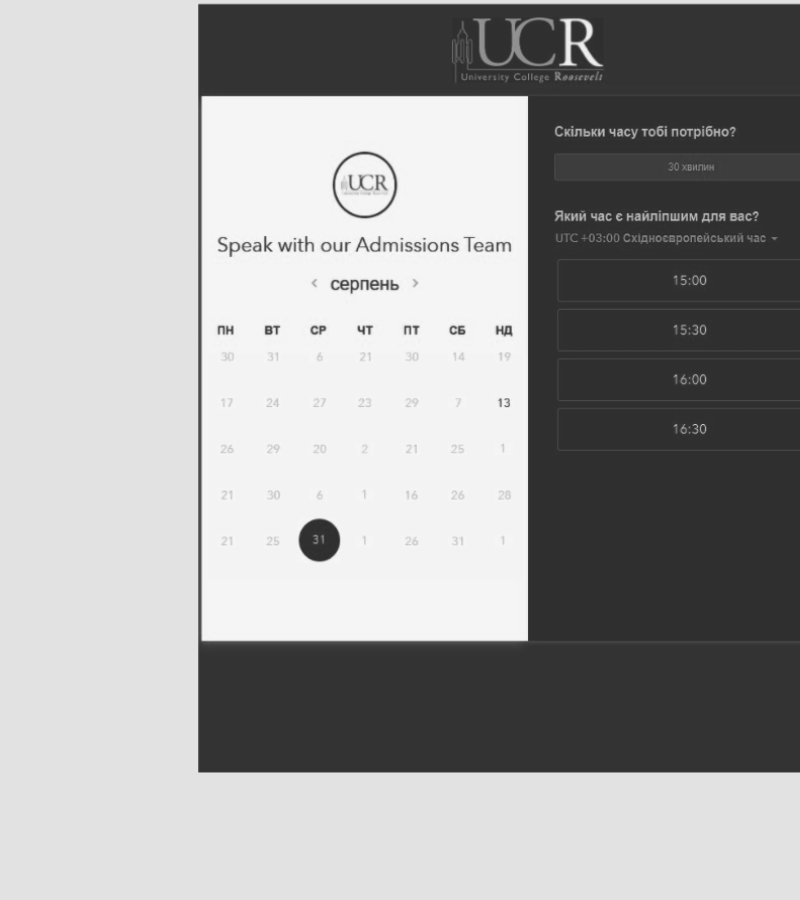 UCR
University College Roosevelt
UCR
Speak with our Admissions Team
‹ серпень ›
ПН ВТ СР ЧТ ПТ СБ НД
30 31 6 21 30 14 19
17 24 27 23 29 7 13
26 29 20 2 21 25 1
21 30 6 1 16 26 28
21 25 31 1 26 31 1
Скільки часу тобі потрібно?
30 хвилин
Який час є найліпшим для вас?
UTC +03:00 Східноєвропейський час
15:00
15:30
16:00
16:30